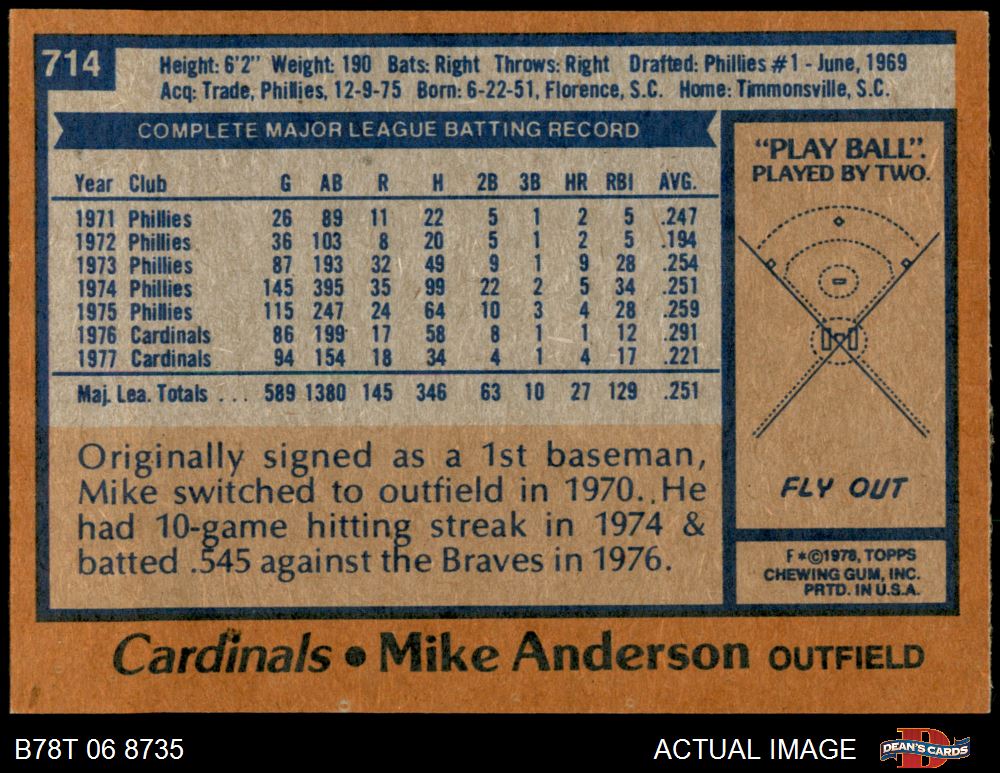 714
Height: 6'2" Weight: 190 Bats: Right Throws: Right Drafted: Phillies #1 - June, 1969
Acq: Trade, Phillies, 12-9-75 Born: 6-22-51, Florence, S.C. Home: Timmonsville, S.C.
COMPLETE MAJOR LEAGUE BATTING RECORD
Year Club G AB R H 2B 3B HR RBI AVG.
1971 Phillies 26 89 11 22 5 1 2 5 .247
1972 Phillies 36 103 8 20 5 1 2 5 .194
1973 Phillies 87 193 32 49 9 1 9 28 .254
1974 Phillies 145 395 35 99 22 2 5 34 .251
1975 Phillies 115 247 24 64 10 3 4 28 .259
1976 Cardinals 86 199 17 58 8 1 1 12 .291
1977 Cardinals 94 154 18 34 4 1 4 17 .221
Maj. Lea. Totals ... 589 1380 145 346 63 10 27 129 .251
Originally signed as a 1st baseman,
Mike switched to outfield in 1970. He
had 10-game hitting streak in 1974 &
batted .545 against the Braves in 1976.
"PLAY BALL".
PLAYED BY TWO.
FLY OUT
F*©1978, TOPPS
CHEWING GUM, INC.
PRTD. IN U.S.A.
Cardinals • Mike Anderson OUTFIELD
B78T 06 8735
ACTUAL IMAGE
DEAN'S CARDS